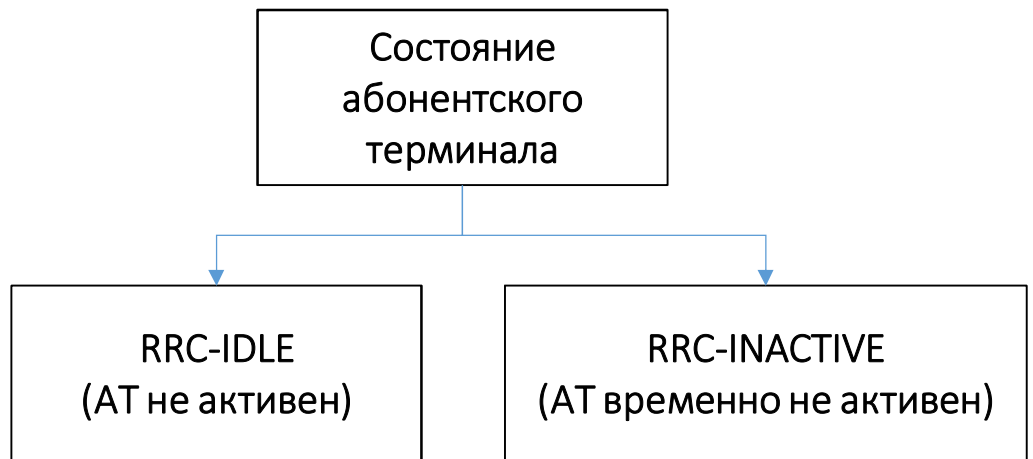 Состояние
абонентского
терминала
RRC-IDLE
(АТ не активен)
RRC-INACTIVE
(АТ временно не активен)